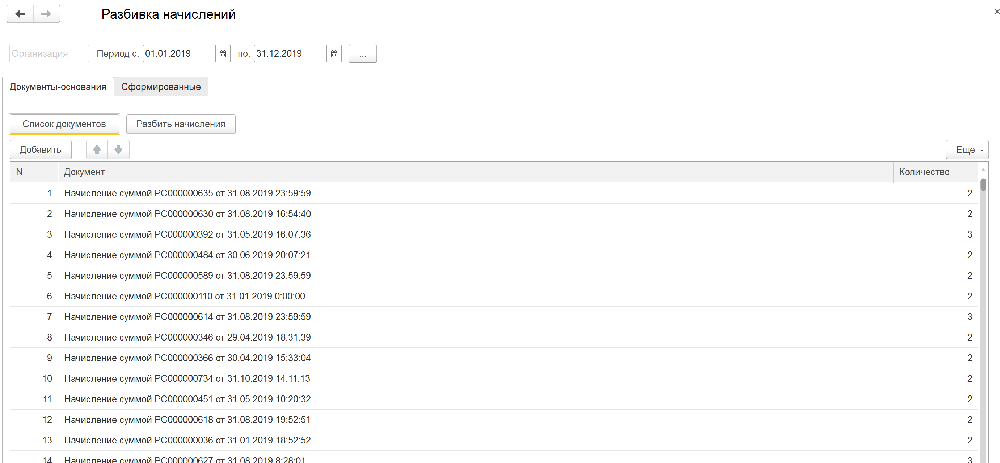 Разбивка начислений
Организация Период с: 01.01.2019 по: 31.12.2019 ...
Документы-основания Сформированные
Список документов Разбить начисления
Добавить Еще
N Документ Количество
1 Начисление суммой РС000000635 от 31.08.2019 23:59:59 2
2 Начисление суммой РС000000630 от 31.08.2019 16:54:40 2
3 Начисление суммой РС000000392 от 31.05.2019 16:07:36 3
4 Начисление суммой РС000000484 от 30.06.2019 20:07:21 2
5 Начисление суммой РС000000589 от 31.08.2019 23:59:59 2
6 Начисление суммой РС000000110 от 31.01.2019 0:00:00 2
7 Начисление суммой РС000000614 от 31.08.2019 23:59:59 3
8 Начисление суммой РС000000346 от 29.04.2019 18:31:39 2
9 Начисление суммой РС000000366 от 30.04.2019 15:33:04 2
10 Начисление суммой РС000000734 от 31.10.2019 14:11:13 2
11 Начисление суммой РС000000451 от 31.05.2019 10:20:32 2
12 Начисление суммой РС000000618 от 31.08.2019 19:52:51 2
13 Начисление суммой РС000000036 от 31.01.2019 18:52:52 2
14 Начисление суммой РС000000627 от 31.08.2019 8:28:01 3